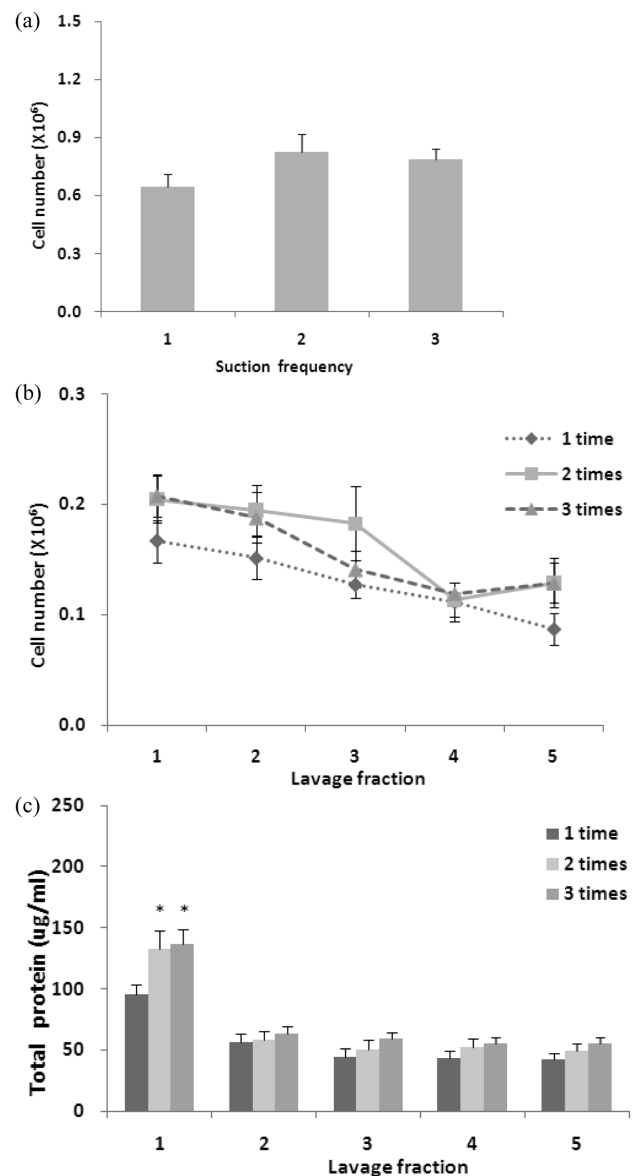 (a)
1.5
1.2
0.9
0.6
0.3
0.0
Cell number (X10⁶)
1 2 3
Suction frequency
(b)
0.3
0.2
0.1
0.0
Cell number (X10⁶)
1 time
2 times
3 times
1 2 3 4 5
Lavage fraction
(c)
250
200
150
100
50
0
Total protein (ug/ml)
1 time
2 times
3 times
* *
1 2 3 4 5
Lavage fraction